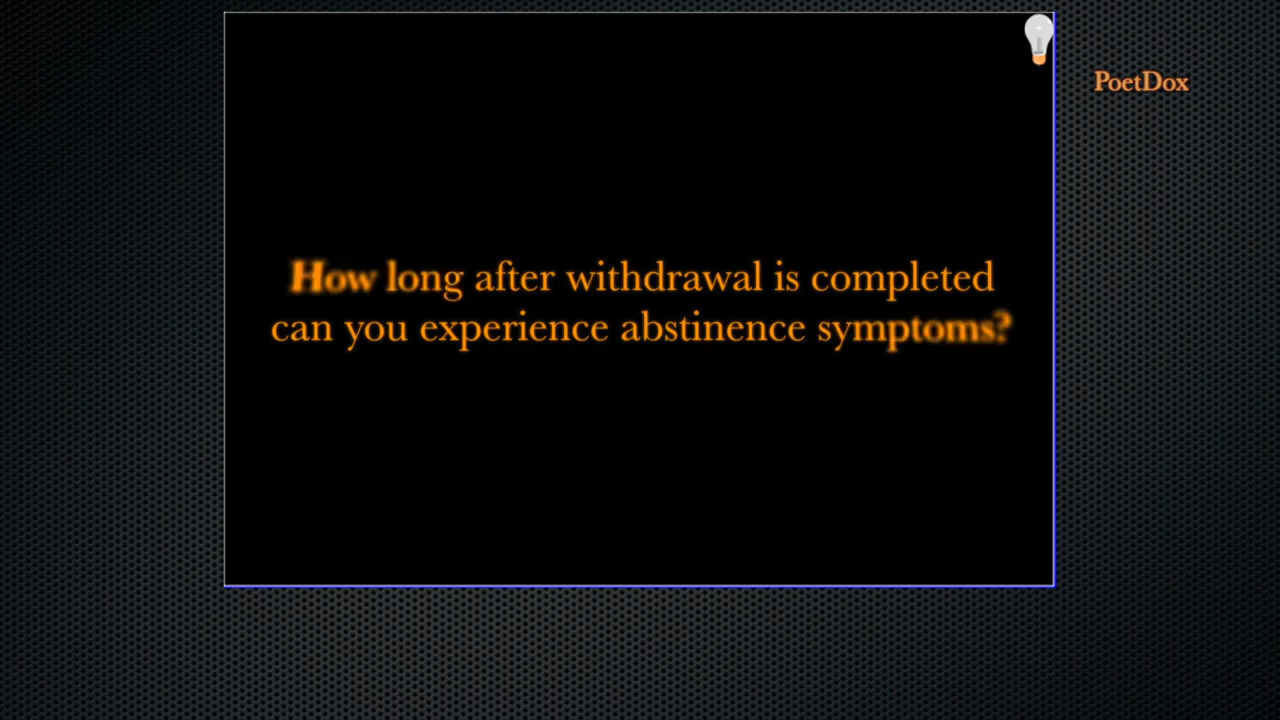 PoetDox
How long after withdrawal is completed
can you experience abstinence symptoms?